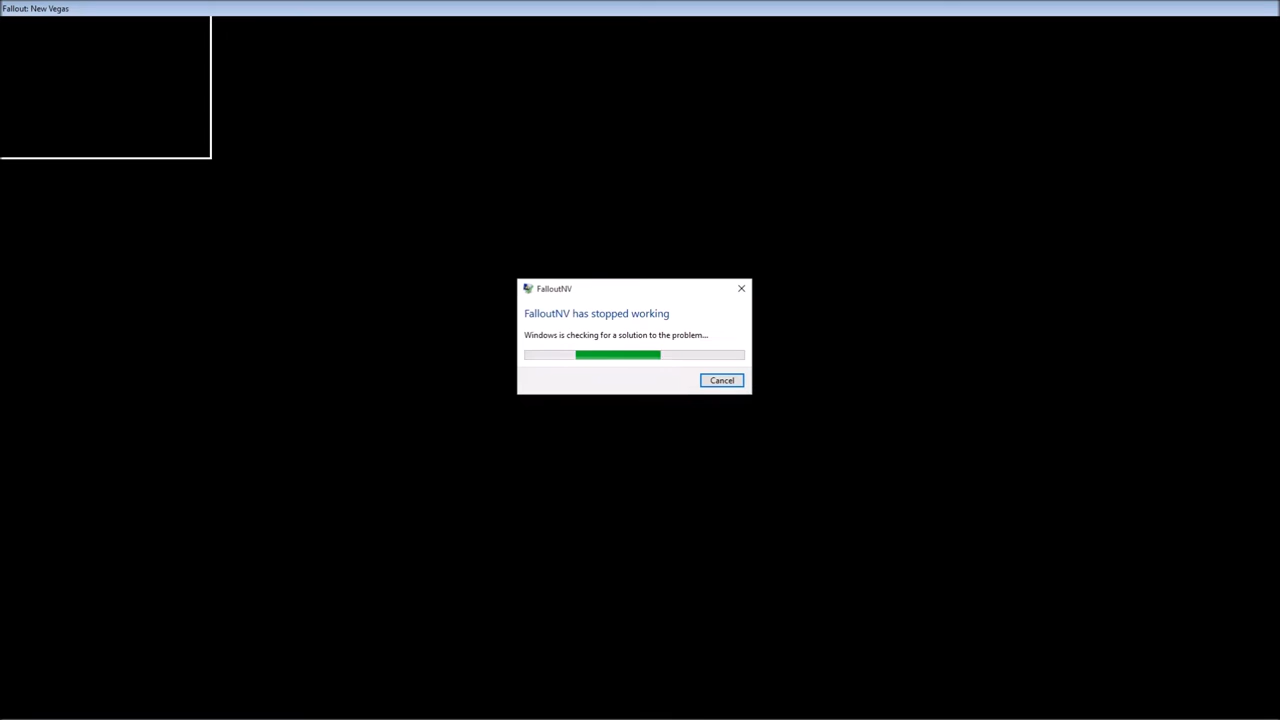 Fallout: New Vegas
FalloutNV
FalloutNV has stopped working
Windows is checking for a solution to the problem...
Cancel